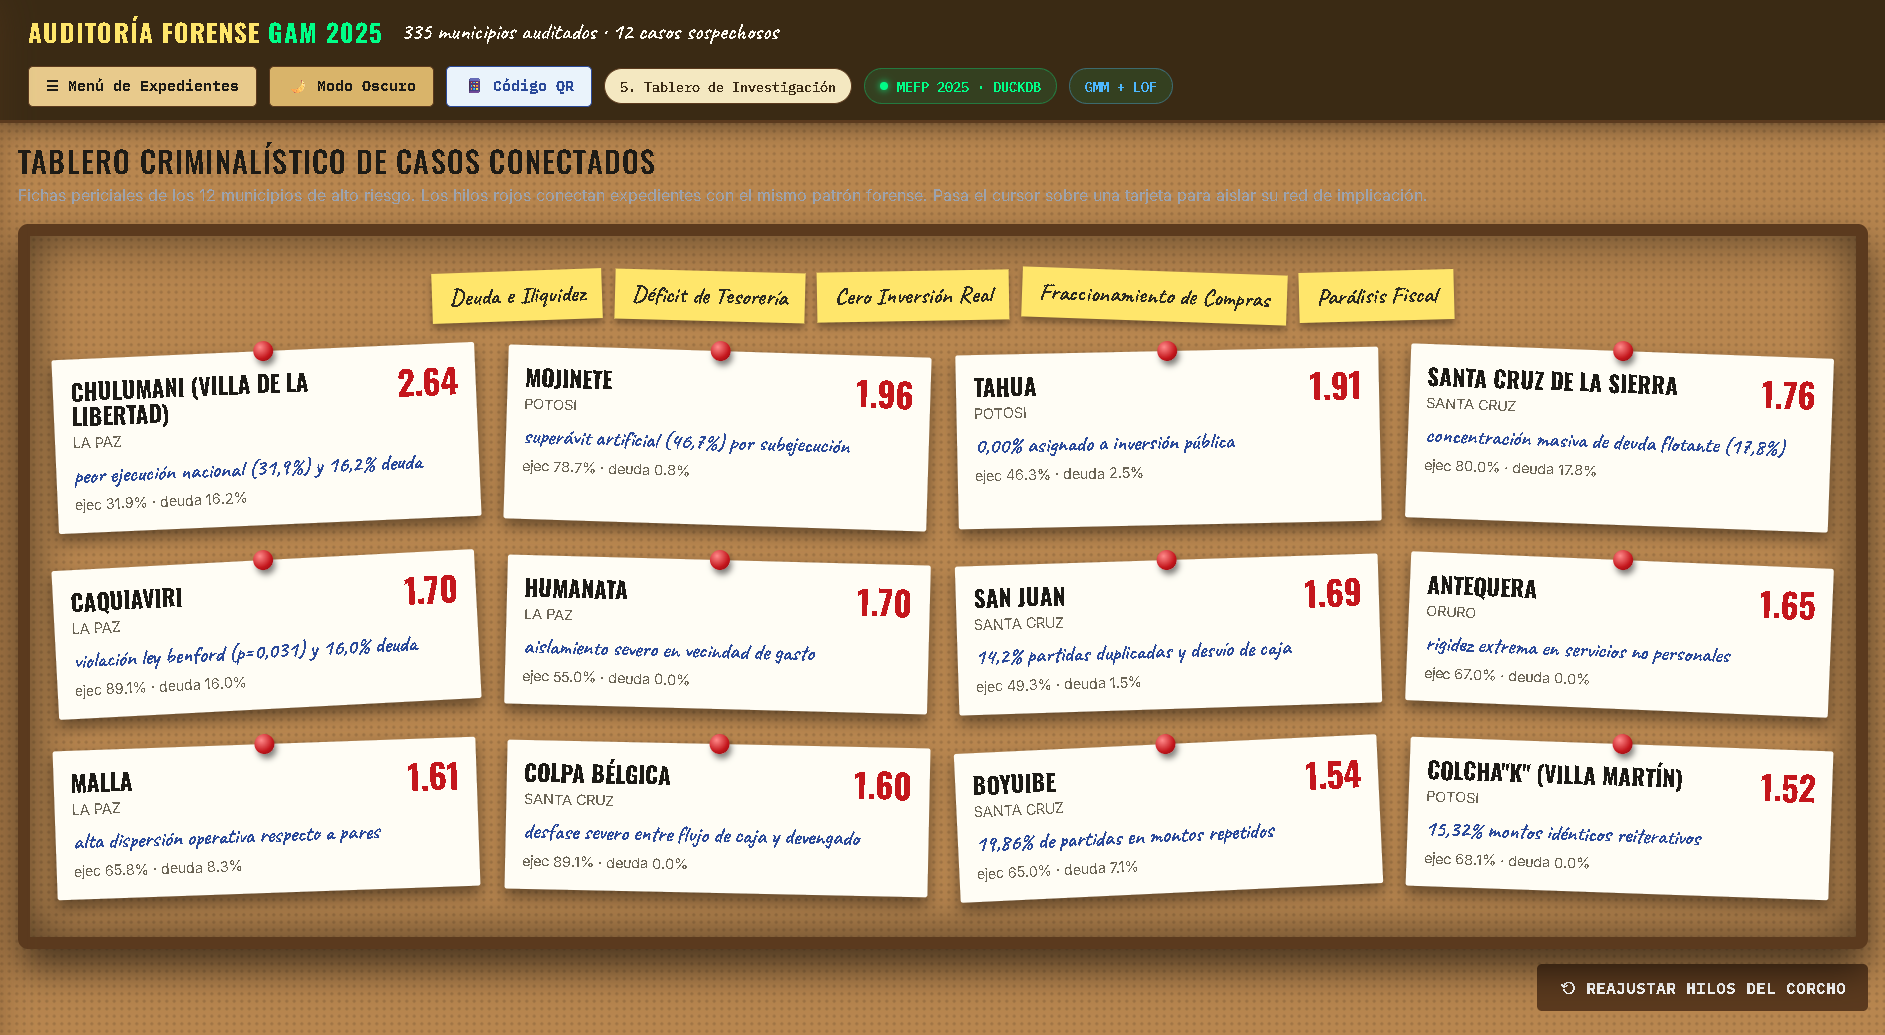 AUDITORÍA FORENSE GAM 2025
335 municipios auditados · 12 casos sospechosos
☰ Menú de Expedientes
Modo Oscuro
Código QR
5. Tablero de Investigación
MEFP 2025 · DUCKDB
GMM + LOF
TABLERO CRIMINALÍSTICO DE CASOS CONECTADOS
Fichas periciales de los 12 municipios de alto riesgo. Los hilos rojos conectan expedientes con el mismo patrón forense. Pasa el cursor sobre una tarjeta para aislar su red de implicación.
Deuda e Iliquidez
Déficit de Tesorería
Cero Inversión Real
Fraccionamiento de Compras
Parálisis Fiscal
CHULUMANI (VILLA DE LA
LIBERTAD)
2.64
LA PAZ
peor ejecución nacional (31,9%) y 16,2% deuda
ejec 31.9% · deuda 16.2%
MOJINETE
1.96
POTOSI
superávit artificial (46,7%) por subejecución
ejec 78.7% · deuda 0.8%
TAHUA
1.91
POTOSI
0,00% asignado a inversión pública
ejec 46.3% · deuda 2.5%
SANTA CRUZ DE LA SIERRA
1.76
SANTA CRUZ
concentración masiva de deuda flotante (17,8%)
ejec 80.0% · deuda 17.8%
CAQUIAVIRI
1.70
LA PAZ
violación ley benford (p=0,031) y 16,0% deuda
ejec 89.1% · deuda 16.0%
HUMANATA
1.70
LA PAZ
aislamiento severo en vecindad de gasto
ejec 55.0% · deuda 0.0%
SAN JUAN
1.69
SANTA CRUZ
14,2% partidas duplicadas y desvío de caja
ejec 49.3% · deuda 1.5%
ANTEQUERA
1.65
ORURO
rigidez extrema en servicios no personales
ejec 67.0% · deuda 0.0%
MALLA
1.61
LA PAZ
alta dispersión operativa respecto a pares
ejec 65.8% · deuda 8.3%
COLPA BÉLGICA
1.60
SANTA CRUZ
desfase severo entre flujo de caja y devengado
ejec 89.1% · deuda 0.0%
BOYUIBE
1.54
SANTA CRUZ
19,86% de partidas en montos repetidos
ejec 65.0% · deuda 7.1%
COLCHA"K" (VILLA MARTÍN)
1.52
POTOSI
15,32% montos idénticos reiterativos
ejec 68.1% · deuda 0.0%
REAJUSTAR HILOS DEL CORCHO